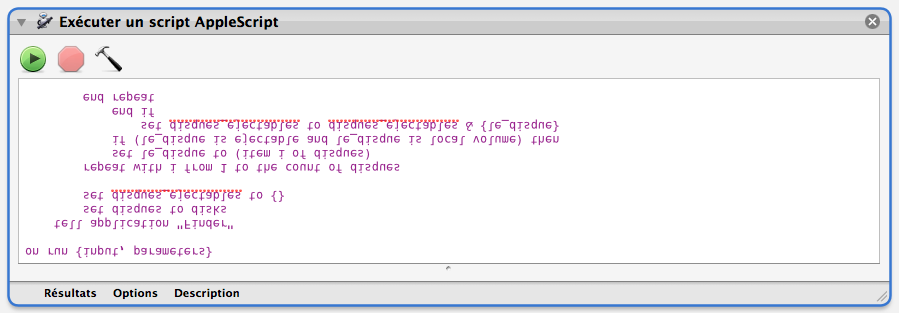 Exécuter un script AppleScript
on run {input, parameters}
tell application "Finder"
set disques to disks
set disques_ejectables to {}
repeat with i from 1 to the count of disques
set le_disque to (item i of disques)
if (le_disque is ejectable and le_disque is local volume) then
set disques_ejectables to disques_ejectables & {le_disque}
end if
end repeat
Résultats Options Description